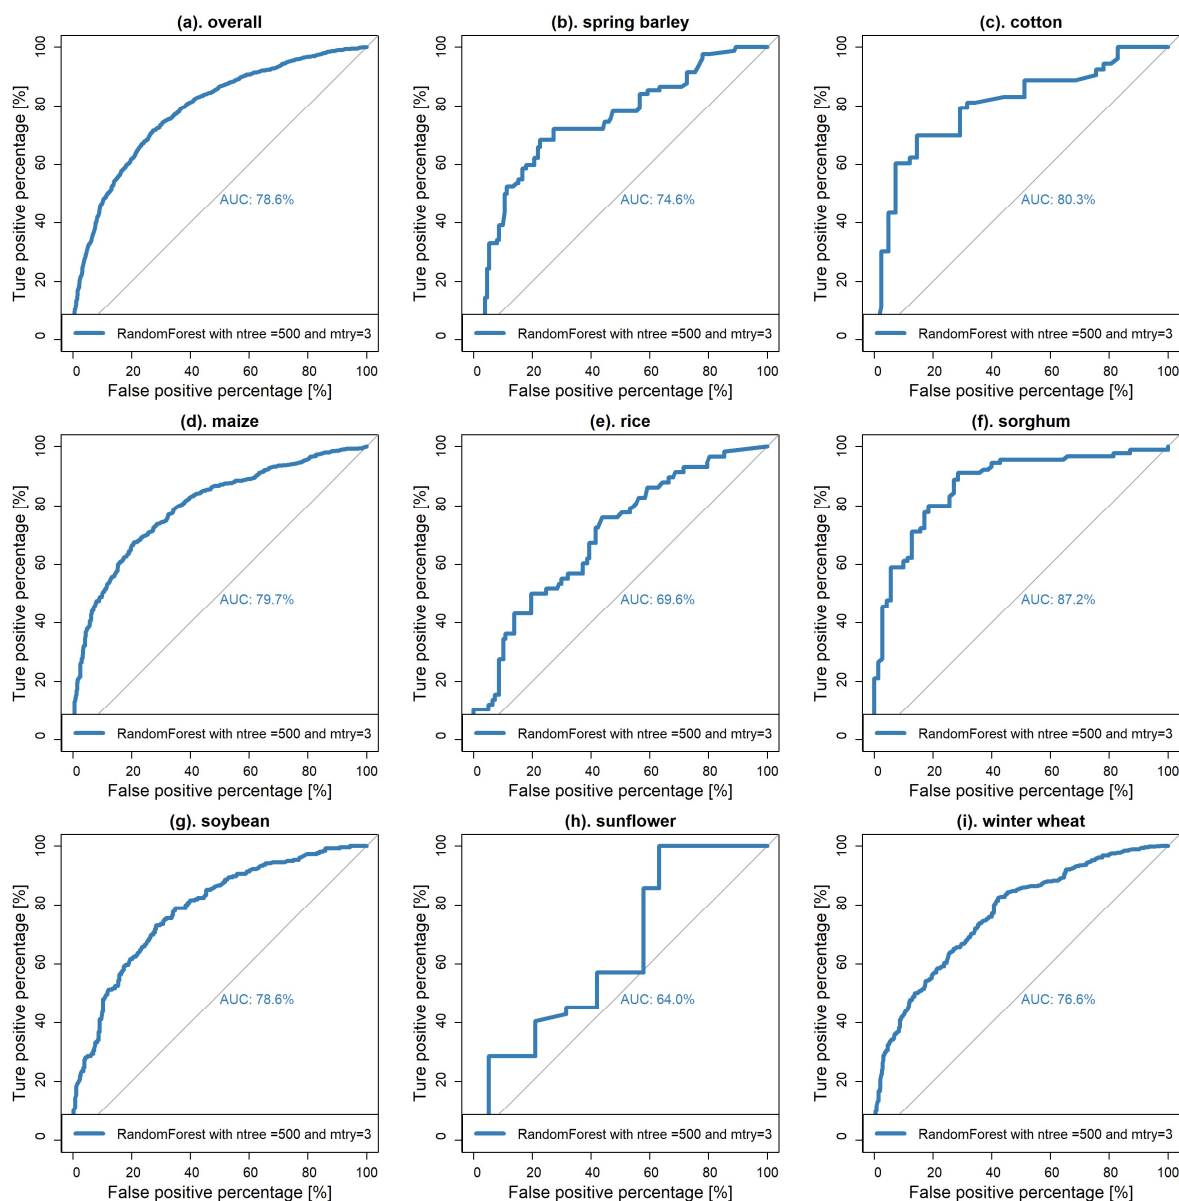 (a). overall
Ture positive percentage [%]
100
80
60
40
20
0
AUC: 78.6%
RandomForest with ntree =500 and mtry=3
0 20 40 60 80 100
False positive percentage [%]
(b). spring barley
Ture positive percentage [%]
100
80
60
40
20
0
AUC: 74.6%
RandomForest with ntree =500 and mtry=3
0 20 40 60 80 100
False positive percentage [%]
(c). cotton
Ture positive percentage [%]
100
80
60
40
20
0
AUC: 80.3%
RandomForest with ntree =500 and mtry=3
0 20 40 60 80 100
False positive percentage [%]
(d). maize
Ture positive percentage [%]
100
80
60
40
20
0
AUC: 79.7%
RandomForest with ntree =500 and mtry=3
0 20 40 60 80 100
False positive percentage [%]
(e). rice
Ture positive percentage [%]
100
80
60
40
20
0
AUC: 69.6%
RandomForest with ntree =500 and mtry=3
0 20 40 60 80 100
False positive percentage [%]
(f). sorghum
Ture positive percentage [%]
100
80
60
40
20
0
AUC: 87.2%
RandomForest with ntree =500 and mtry=3
0 20 40 60 80 100
False positive percentage [%]
(g). soybean
Ture positive percentage [%]
100
80
60
40
20
0
AUC: 78.6%
RandomForest with ntree =500 and mtry=3
0 20 40 60 80 100
False positive percentage [%]
(h). sunflower
Ture positive percentage [%]
100
80
60
40
20
0
AUC: 64.0%
RandomForest with ntree =500 and mtry=3
0 20 40 60 80 100
False positive percentage [%]
(i). winter wheat
Ture positive percentage [%]
100
80
60
40
20
0
AUC: 76.6%
RandomForest with ntree =500 and mtry=3
0 20 40 60 80 100
False positive percentage [%]